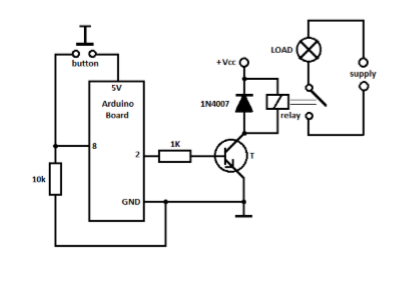 button
+Vcc
LOAD
supply
5V
Arduino
Board
1N4007
relay
8
2
1K
T
10k
GND